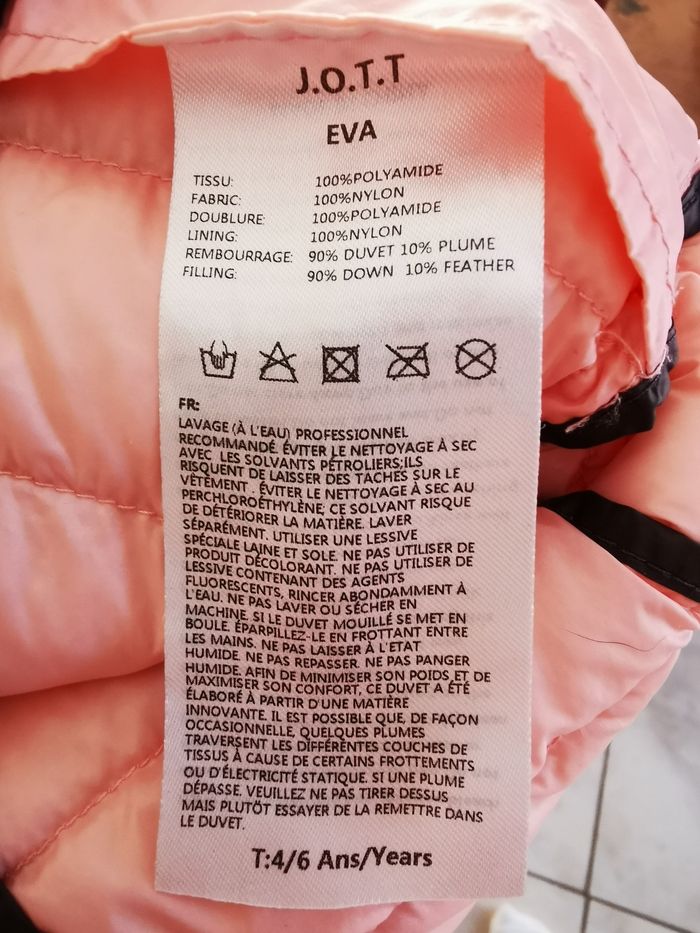 J.O.T.T
EVA
TISSU: 100%POLYAMIDE
FABRIC: 100%NYLON
DOUBLURE: 100%POLYAMIDE
LINING: 100%NYLON
REMBOURRAGE: 90% DUVET 10% PLUME
FILLING: 90% DOWN 10% FEATHER
FR:
LAVAGE (À L'EAU) PROFESSIONNEL
RECOMMANDÉ. ÉVITER LE NETTOYAGE À SEC
AVEC LES SOLVANTS PÉTROLIERS;ILS
RISQUENT DE LAISSER DES TACHES SUR LE
VÊTEMENT . ÉVITER LE NETTOYAGE À SEC AU
PERCHLOROÉTHYLÈNE; CE SOLVANT RISQUE
DE DÉTÉRIORER LA MATIÈRE. LAVER
SÉPARÉMENT. UTILISER UNE LESSIVE
SPÉCIALE LAINE ET SOIE. NE PAS UTILISER DE
PRODUIT DÉCOLORANT. NE PAS UTILISER DE
LESSIVE CONTENANT DES AGENTS
FLUORESCENTS, RINCER ABONDAMMENT À
L'EAU. NE PAS LAVER OU SÉCHER EN
MACHINE. SI LE DUVET MOUILLÉ SE MET EN
BOULE. ÉPARPILLEZ-LE EN FROTTANT ENTRE
LES MAINS. NE PAS LAISSER À L'ETAT
HUMIDE. NE PAS REPASSER. NE PAS PANGER
HUMIDE. AFIN DE MINIMISER SON POIDS ET DE
MAXIMISER SON CONFORT, CE DUVET A ÉTÉ
ÉLABORÉ À PARTIR D'UNE MATIÈRE
INNOVANTE. IL EST POSSIBLE QUE, DE FAÇON
OCCASIONNELLE, QUELQUES PLUMES
TRAVERSENT LES DIFFÉRENTES COUCHES DE
TISSUS À CAUSE DE CERTAINS FROTTEMENTS
OU D'ÉLECTRICITÉ STATIQUE. SI UNE PLUME
DÉPASSE. VEUILLEZ NE PAS TIRER DESSUS
MAIS PLUTÔT ESSAYER DE LA REMETTRE DANS
LE DUVET.
T:4/6 Ans/Years